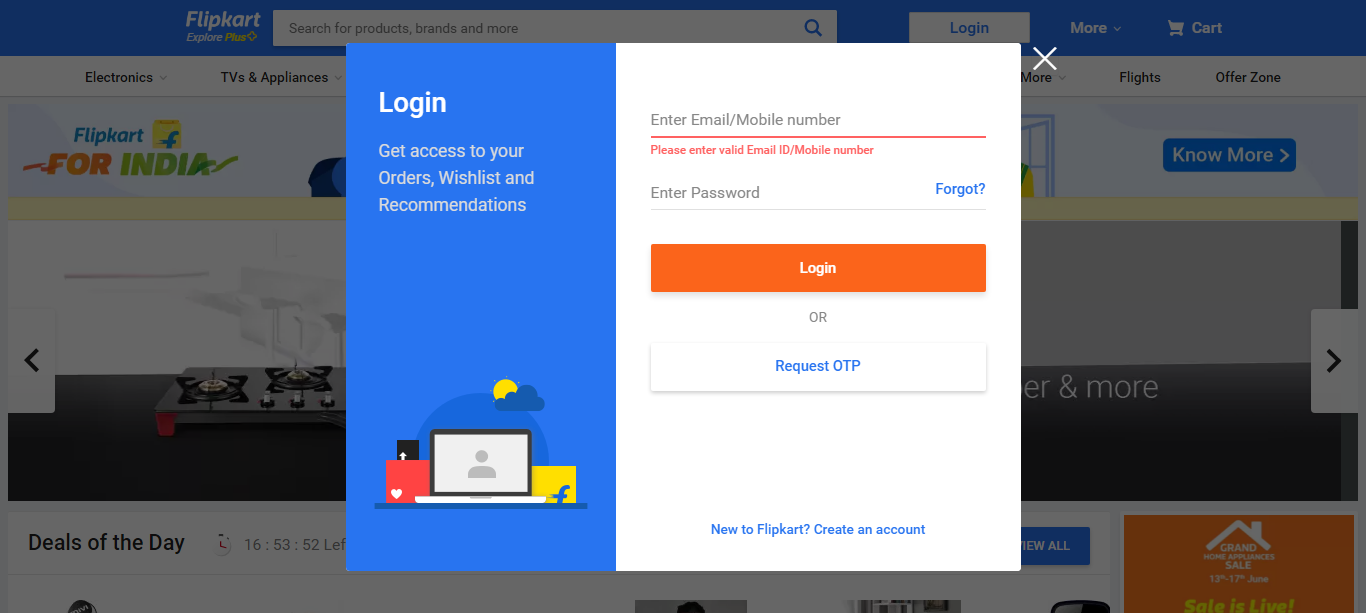 Flipkart
Explore Plus
Search for products, brands and more
Login
More
Cart
Electronics
TVs & Appliances
More
Flights
Offer Zone
Flipkart
FOR INDIA
Know More
Login
Get access to your
Orders, Wishlist and
Recommendations
Enter Email/Mobile number
Please enter valid Email ID/Mobile number
Enter Password
Forgot?
Login
OR
Request OTP
New to Flipkart? Create an account
er & more
Deals of the Day
16 : 53 : 52 Lef
VIEW ALL
GRAND
HOME APPLIANCES
SALE
13th-17th June
Sale is Live!